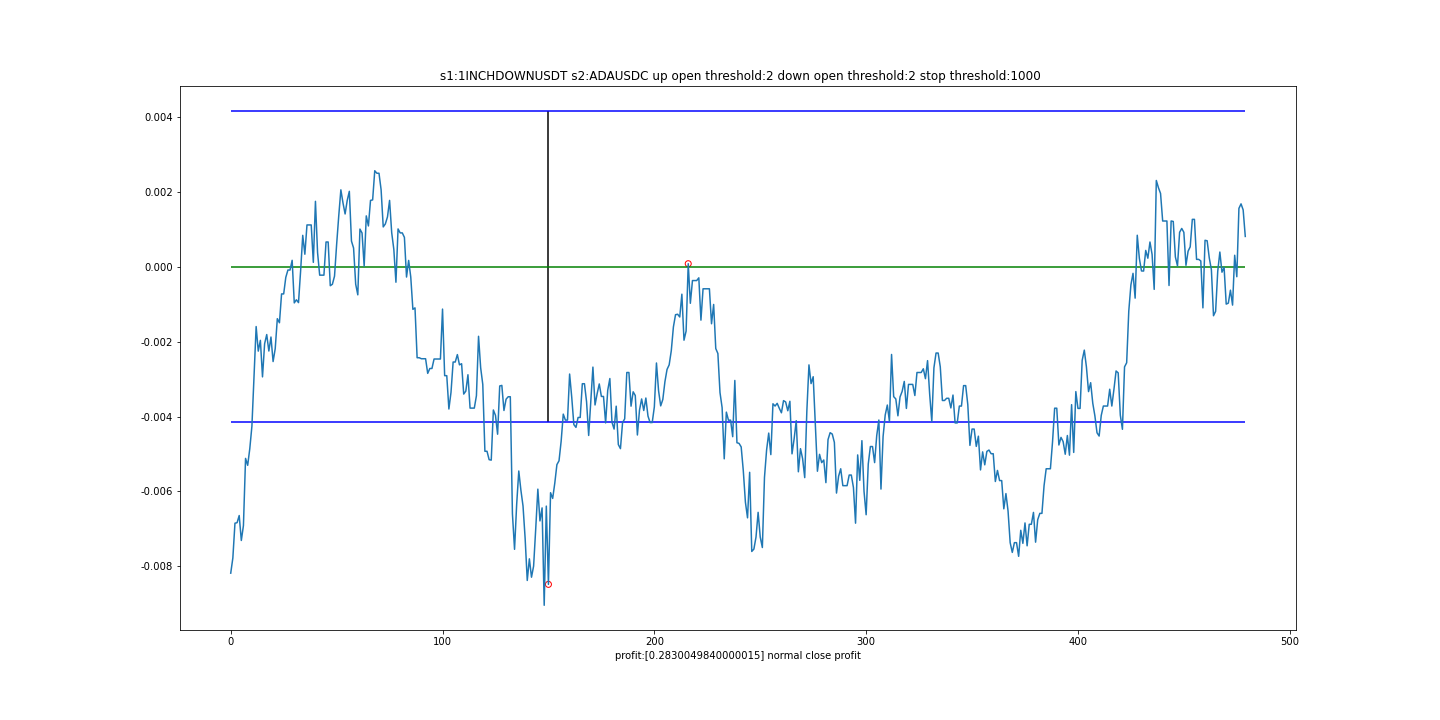 s1:1INCHDOWNUSDT s2:ADAUSDC up open threshold:2 down open threshold:2 stop threshold:1000
0.004
0.002
0.000
-0.002
-0.004
-0.006
-0.008
0 100 200 300 400 500
profit:[0.2830049840000015] normal close profit